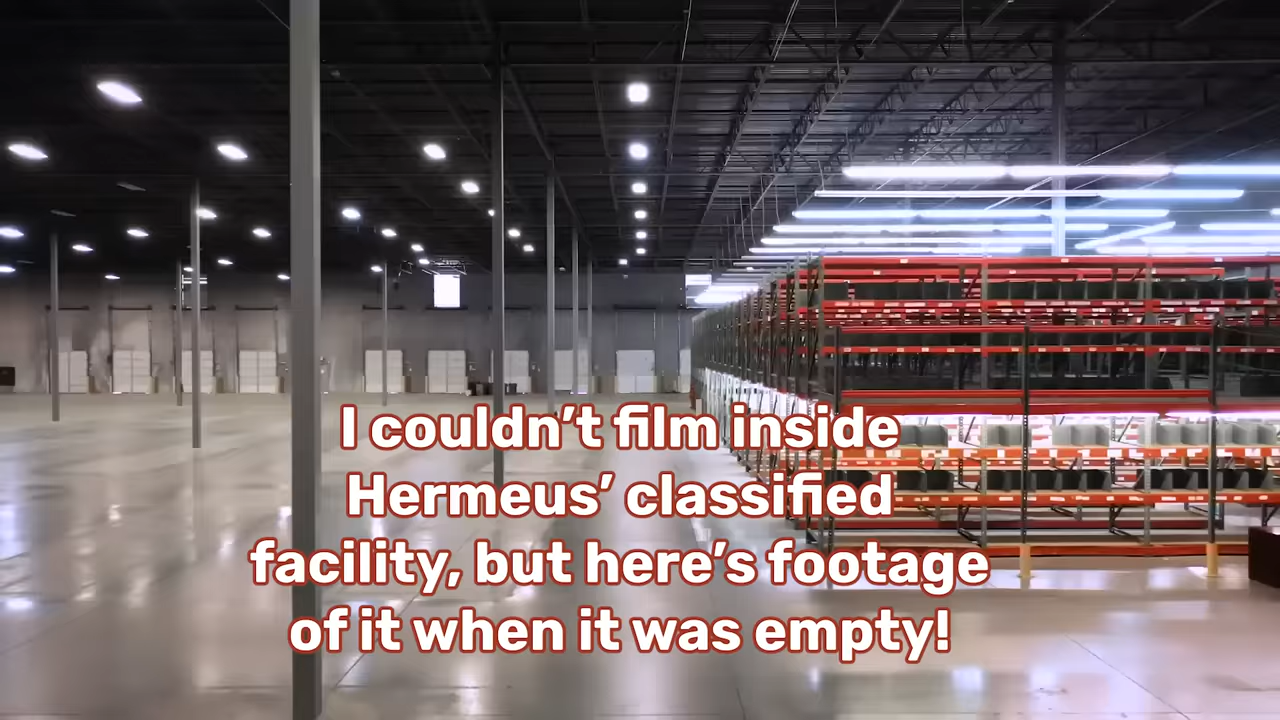 I couldn’t film inside
Hermeus’ classified
facility, but here’s footage
of it when it was empty!